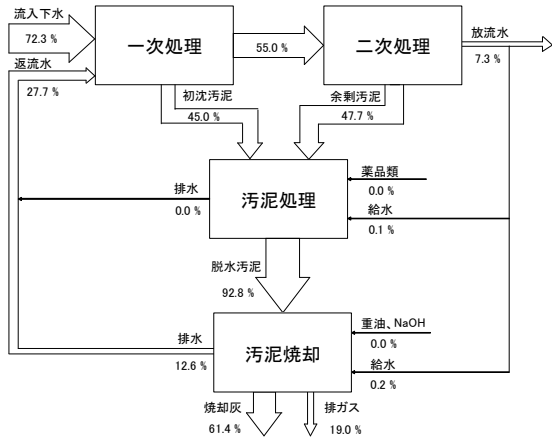 流入下水
72.3 %
一次処理
55.0 %
二次処理
放流水
7.3 %
返流水
27.7 %
初沈汚泥
45.0 %
余剰汚泥
47.7 %
汚泥処理
薬品類
0.0 %
排水
0.0 %
給水
0.1 %
脱水汚泥
92.8 %
汚泥焼却
重油、NaOH
0.0 %
排水
12.6 %
給水
0.2 %
焼却灰
61.4 %
排ガス
19.0 %